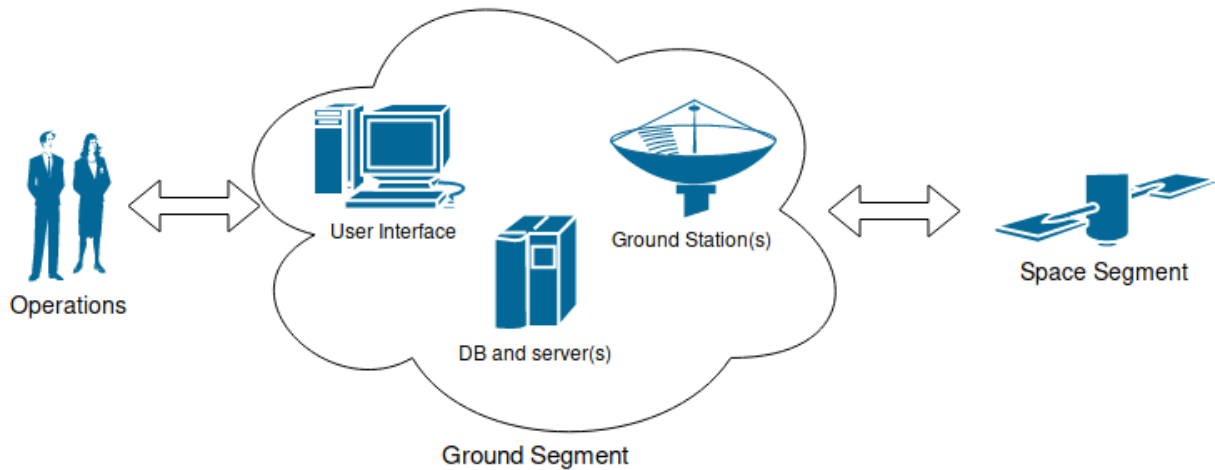 User Interface
Ground Station(s)
Operations
Space Segment
DB and server(s)
Ground Segment